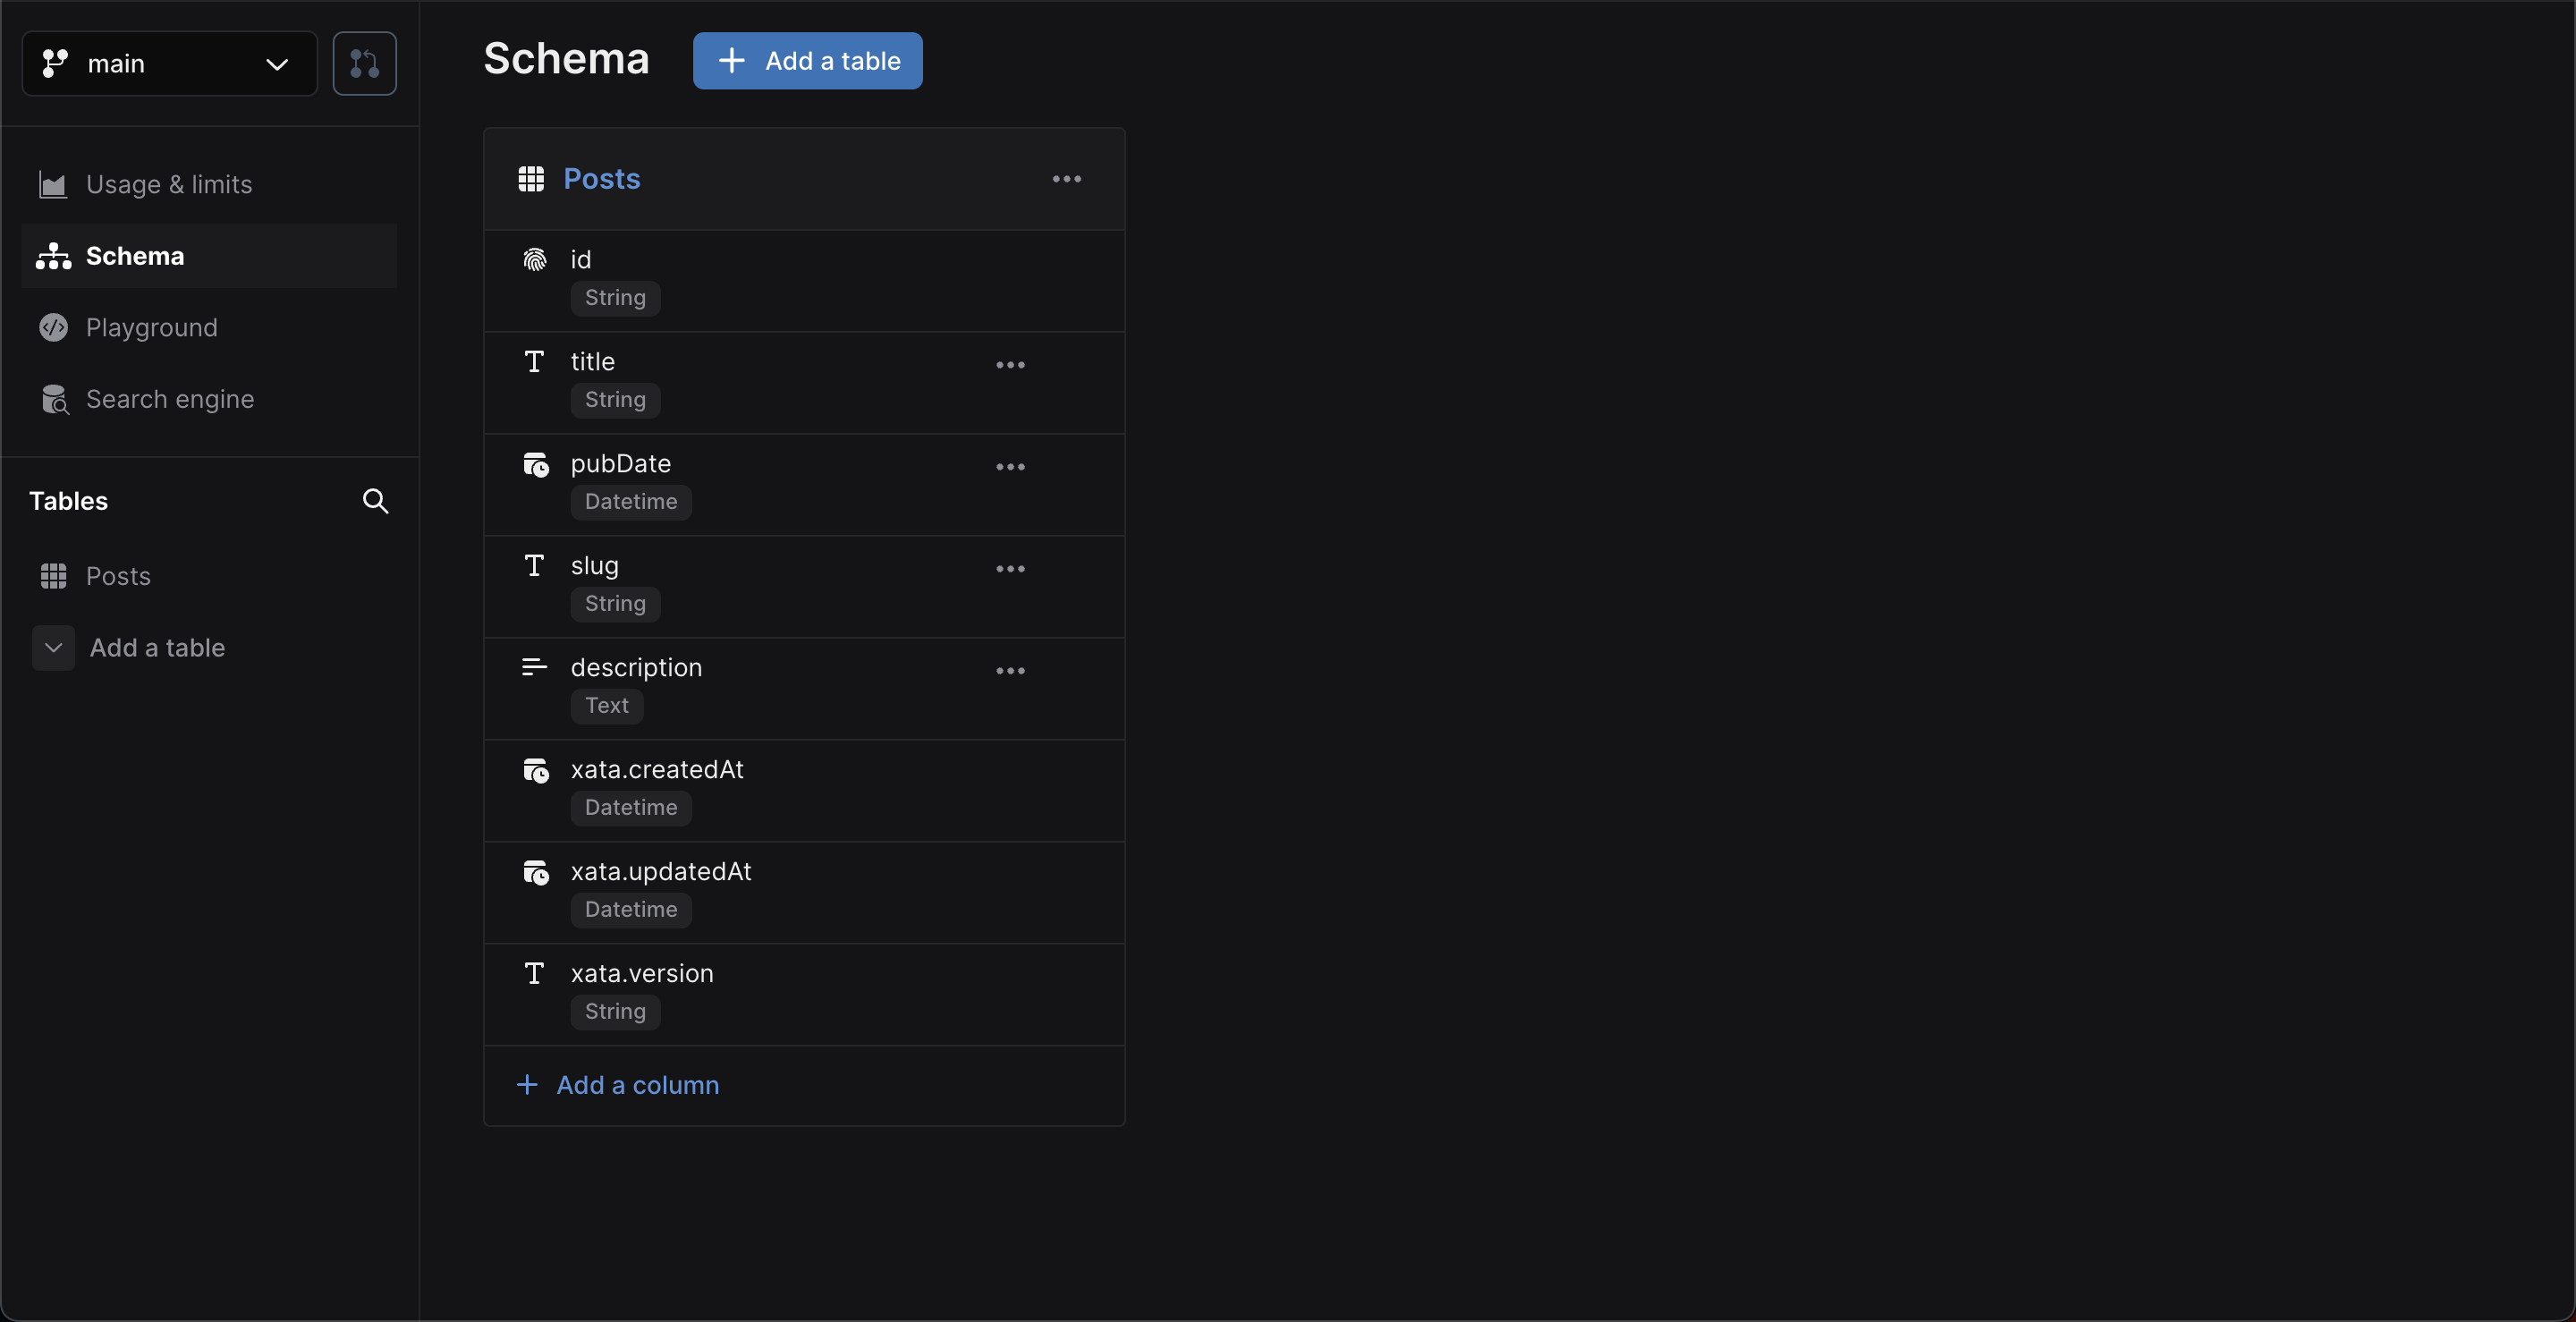 main
Usage & limits
Schema
Playground
Search engine
Tables
Posts
Add a table
Schema
Add a table
Posts
id
String
title
String
pubDate
Datetime
slug
String
description
Text
xata.createdAt
Datetime
xata.updatedAt
Datetime
xata.version
String
Add a column